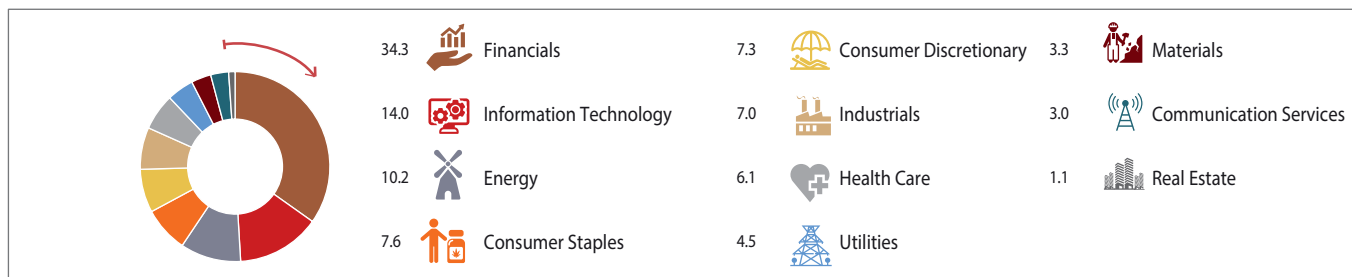 34.3 Financials
14.0 Information Technology
10.2 Energy
7.6 Consumer Staples
7.3 Consumer Discretionary
7.0 Industrials
6.1 Health Care
4.5 Utilities
3.3 Materials
3.0 Communication Services
1.1 Real Estate